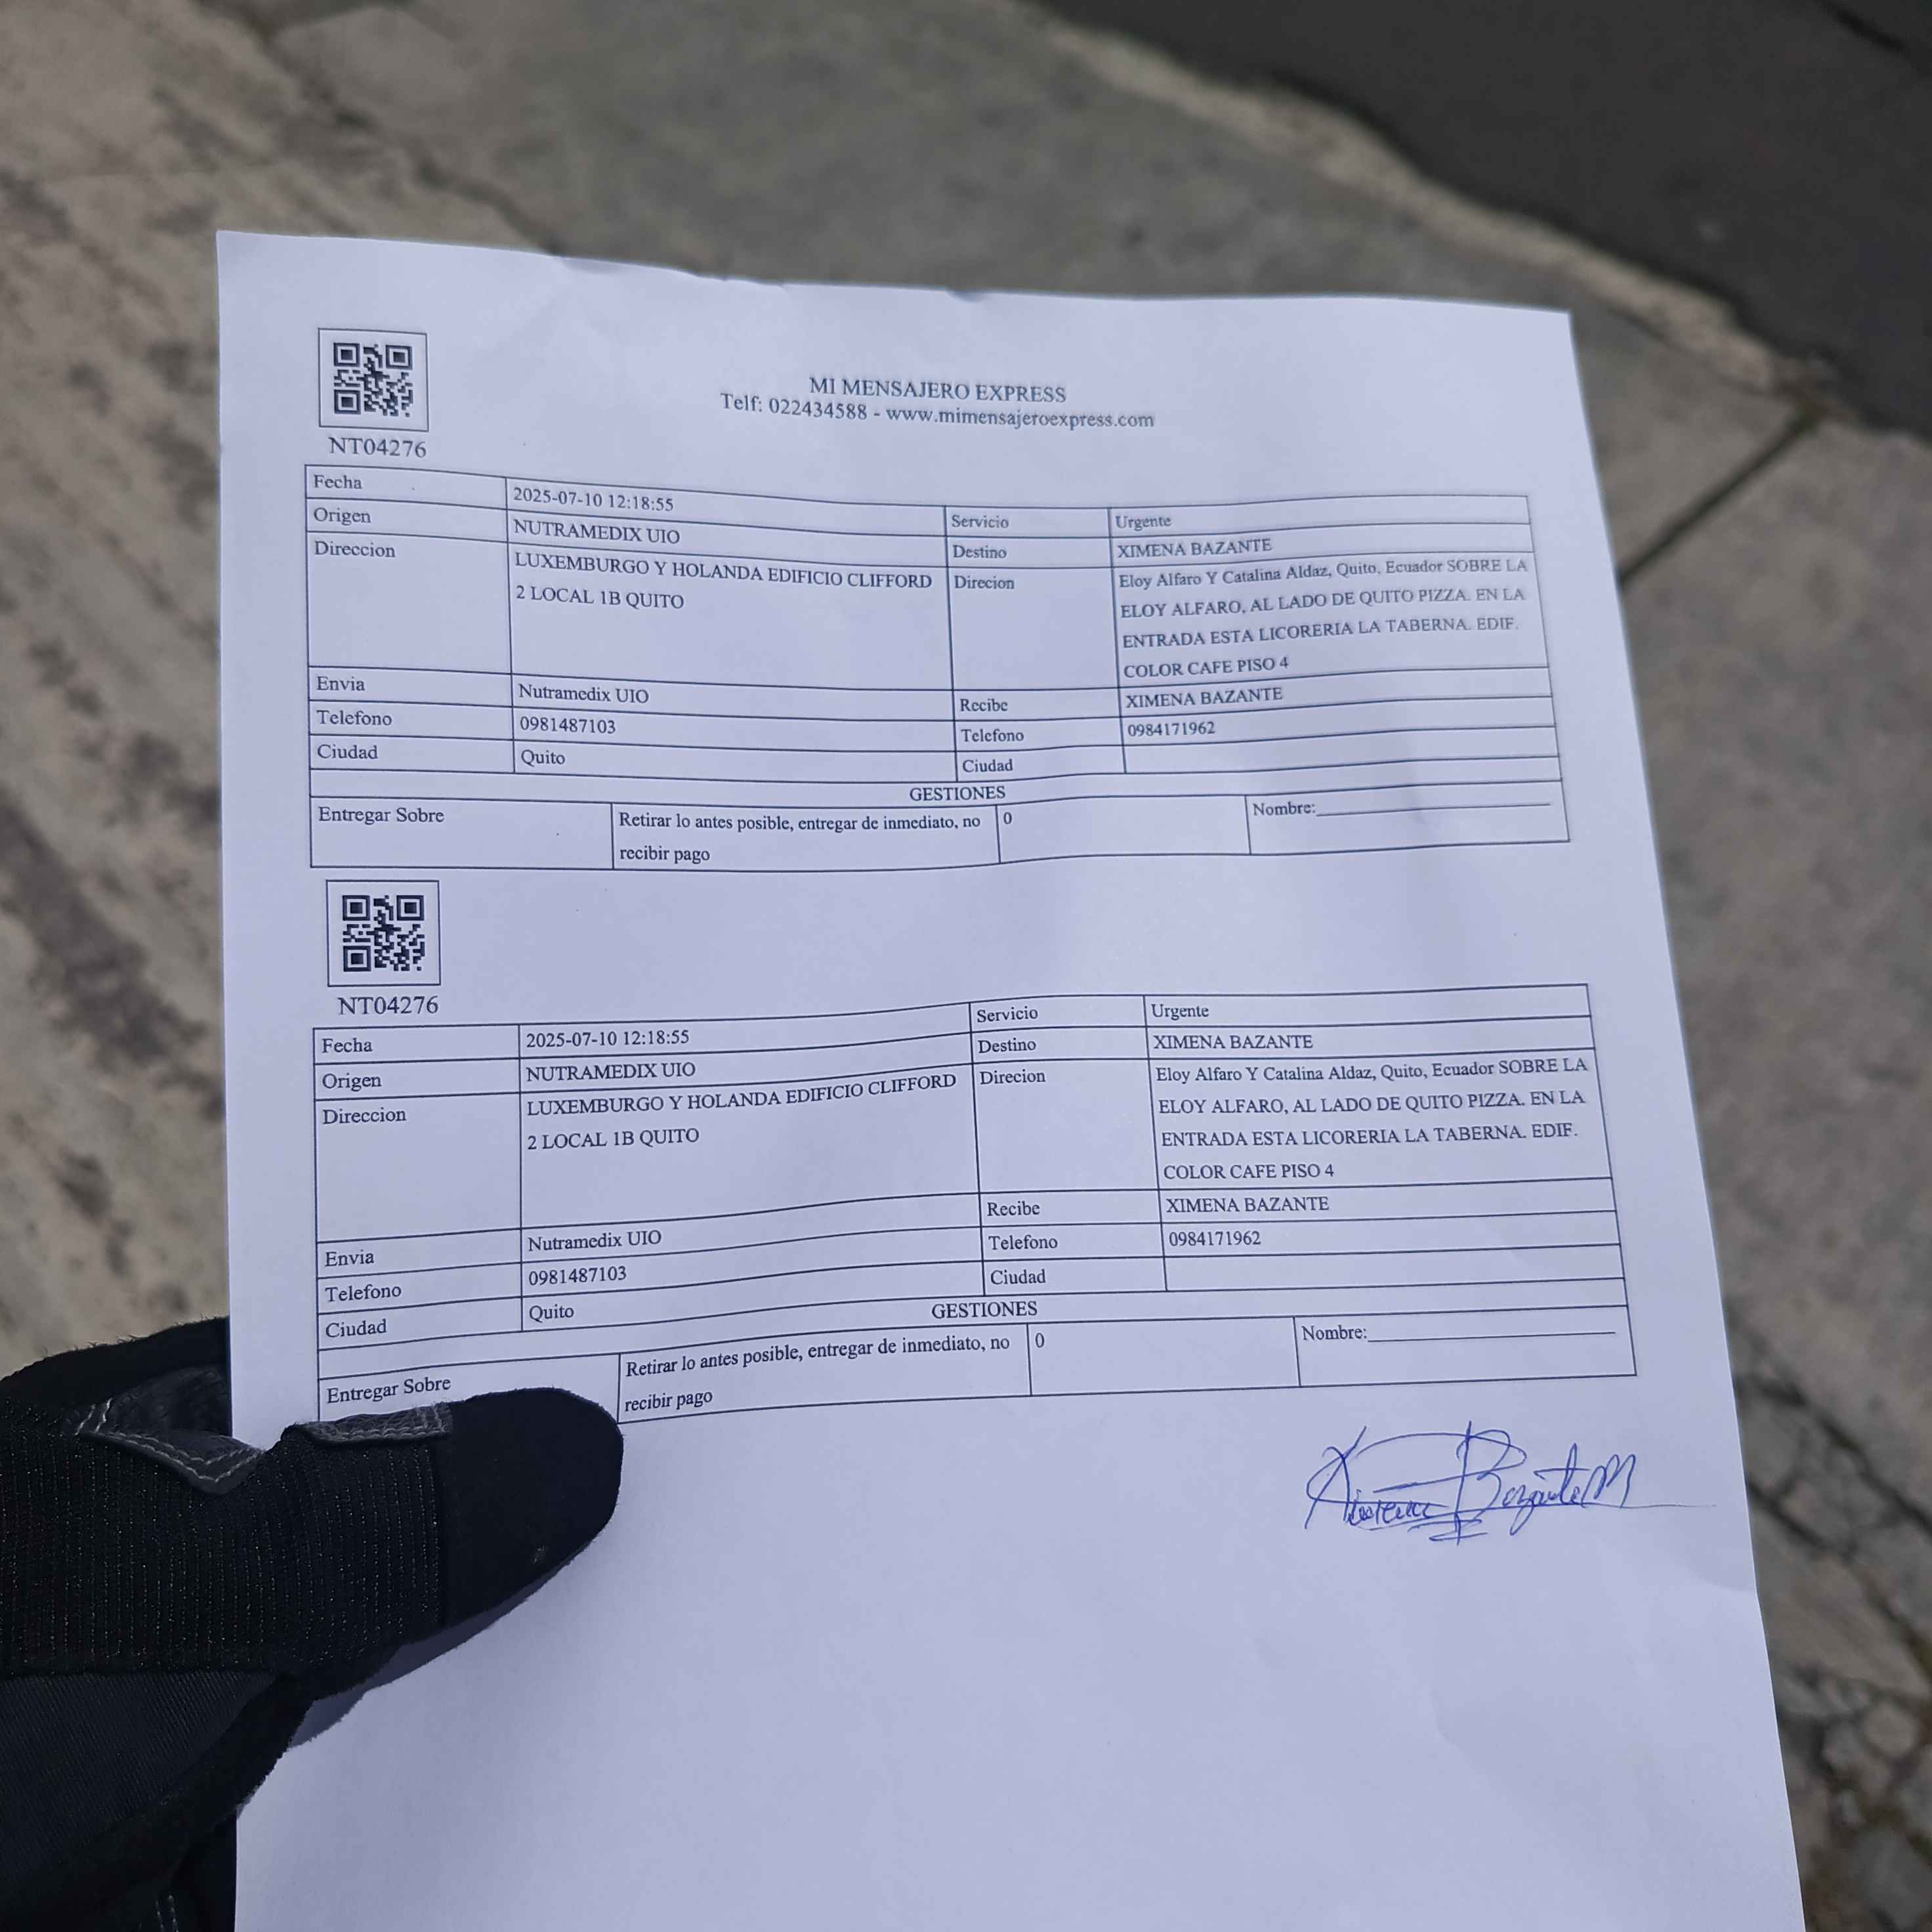 MI MENSAJERO EXPRESS
Telf: 022434588 - www.mimensajeroexpress.com
NT04276
Fecha 2025-07-10 12:18:55 Servicio Urgente
Origen NUTRAMEDIX UIO Destino XIMENA BAZANTE
Direccion LUXEMBURGO Y HOLANDA EDIFICIO CLIFFORD Direcion Eloy Alfaro Y Catalina Aldaz, Quito, Ecuador SOBRE LA
2 LOCAL 1B QUITO ELOY ALFARO, AL LADO DE QUITO PIZZA. EN LA
ENTRADA ESTA LICORERIA LA TABERNA. EDIF.
COLOR CAFE PISO 4
Envia Nutramedix UIO Recibe XIMENA BAZANTE
Telefono 0981487103 Telefono 0984171962
Ciudad Quito Ciudad
GESTIONES
Entregar Sobre Retirar lo antes posible, entregar de inmediato, no 0 Nombre:
recibir pago
NT04276
Fecha 2025-07-10 12:18:55 Servicio Urgente
Origen NUTRAMEDIX UIO Destino XIMENA BAZANTE
Direccion LUXEMBURGO Y HOLANDA EDIFICIO CLIFFORD Direcion Eloy Alfaro Y Catalina Aldaz, Quito, Ecuador SOBRE LA
2 LOCAL 1B QUITO ELOY ALFARO, AL LADO DE QUITO PIZZA. EN LA
ENTRADA ESTA LICORERIA LA TABERNA. EDIF.
COLOR CAFE PISO 4
Envia Nutramedix UIO Recibe XIMENA BAZANTE
Telefono 0981487103 Telefono 0984171962
Ciudad Quito Ciudad
GESTIONES
Entregar Sobre Retirar lo antes posible, entregar de inmediato, no 0 Nombre:
recibir pago
Ximena Bazante M